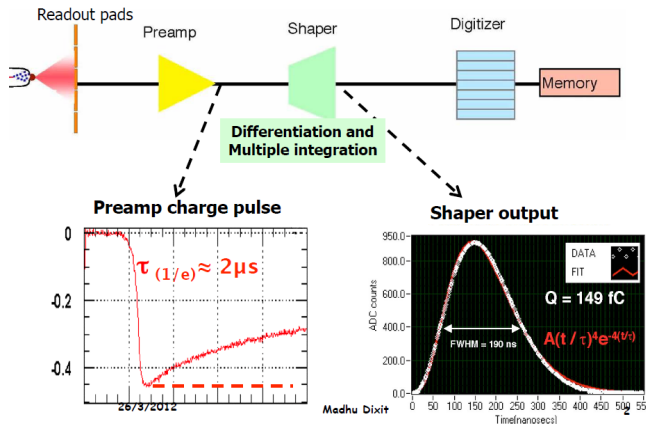 Readout pads
Preamp
Shaper
Digitizer
Memory
Differentiation and
Multiple integration
Preamp charge pulse
Shaper output
0
-0.2
-0.4
τ (1/e) ≈ 2µs
26/3/2012
Madhu Dixit
2
950.0
800.0
600.0
400.0
200.0
0.0
ADC counts
DATA
FIT
Q = 149 fC
A(t / τ)⁴e⁻⁴⁽ᵗ/τ⁾
FWHM = 190 ns
0 50 100 150 200 250 300 350 400 450 500 55
Time[nanosecs]